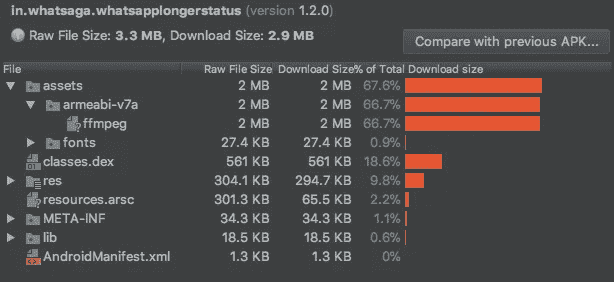 in.whatsaga.whatsapplongerstatus (version 1.2.0)
Raw File Size: 3.3 MB, Download Size: 2.9 MB
Compare with previous APK...
File Raw File Size Download Size% of Total Download size
assets 2 MB 2 MB 67.6%
armeabi-v7a 2 MB 2 MB 66.7%
ffmpeg 2 MB 2 MB 66.7%
fonts 27.4 KB 27.4 KB 0.9%
classes.dex 561 KB 561 KB 18.6%
res 304.1 KB 294.7 KB 9.8%
resources.arsc 301.3 KB 65.5 KB 2.2%
META-INF 34.3 KB 34.3 KB 1.1%
lib 18.5 KB 18.5 KB 0.6%
AndroidManifest.xml 1.3 KB 1.3 KB 0%